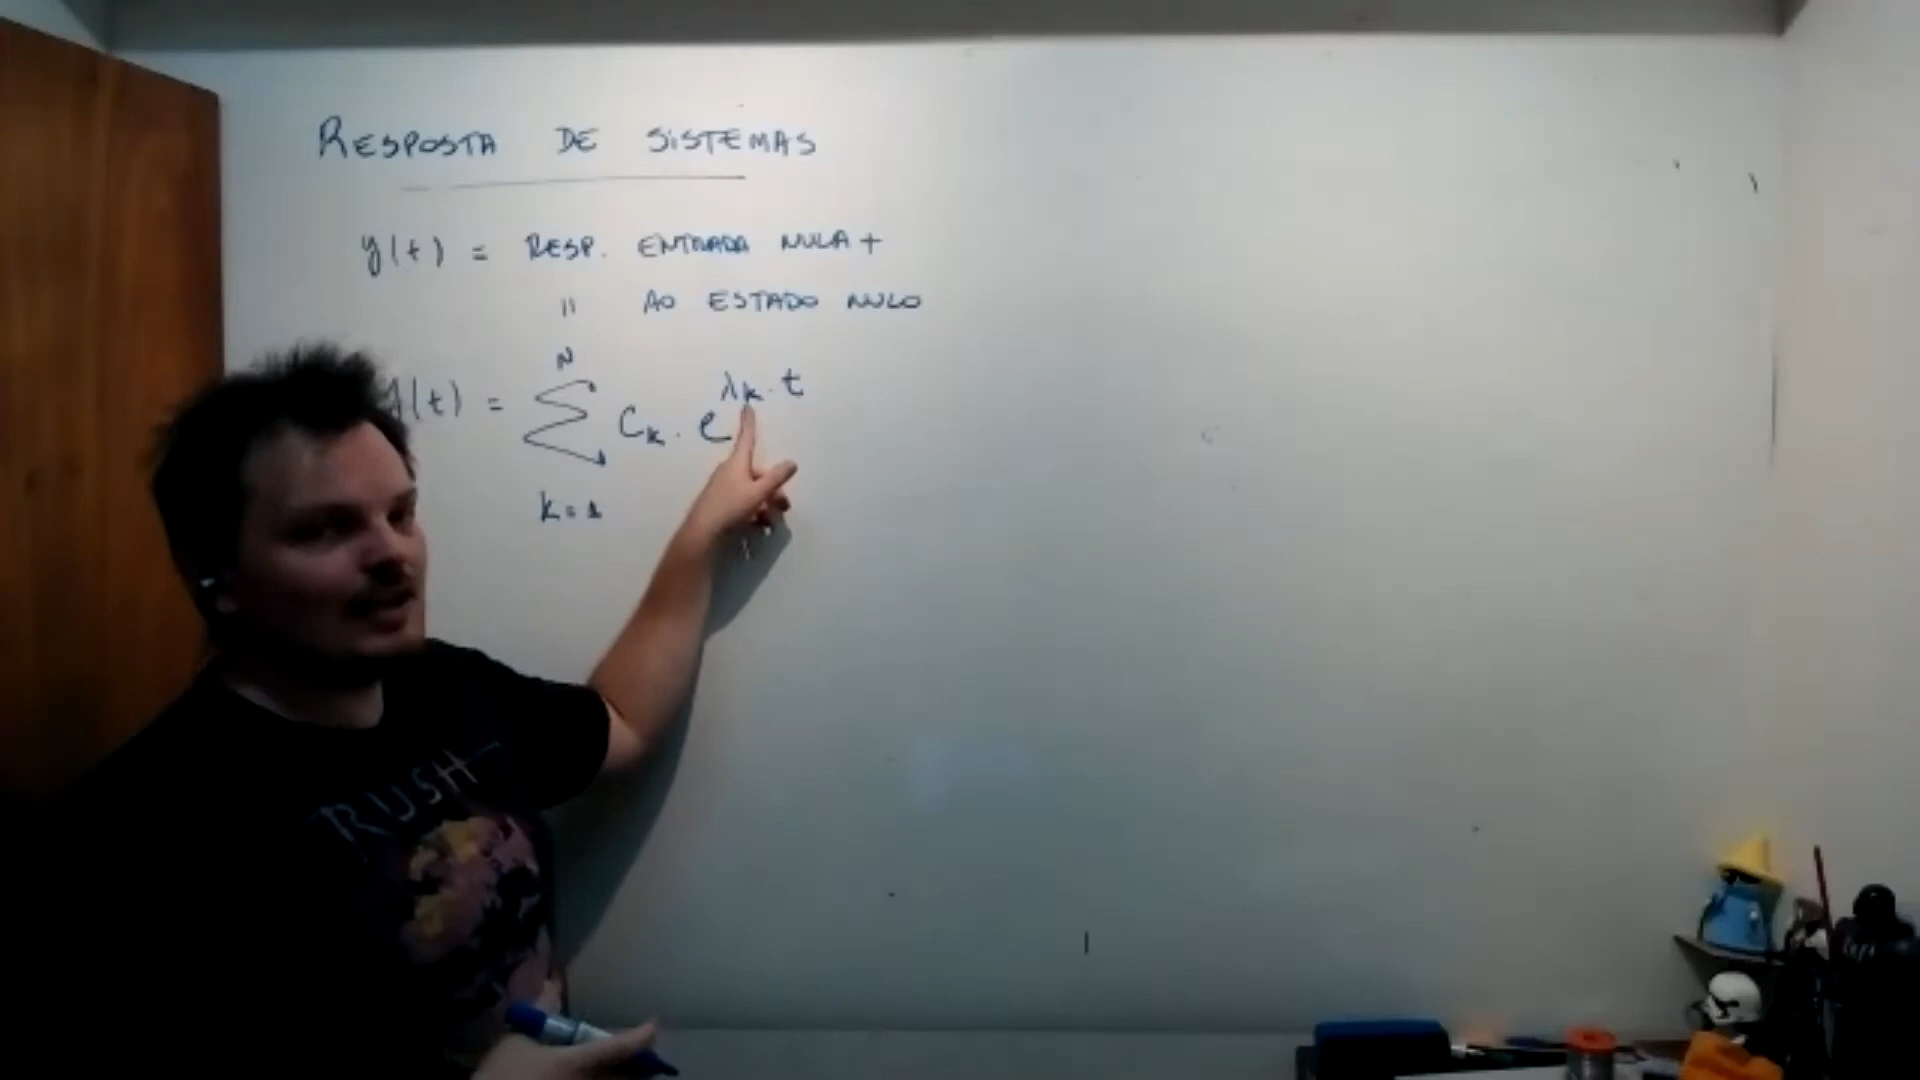 RESPOSTA DE SISTEMAS
y(t) = RESP. ENTRADA NULA +
" AO ESTADO NULO
y(t) = N ∑ k=1 Ck . e^λk.t
RUSH